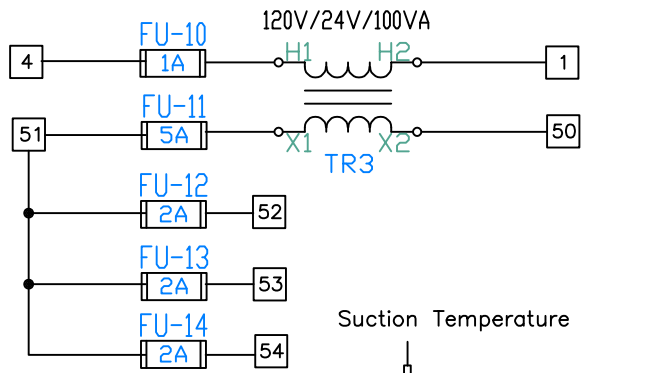 120V/24V/100VA
FU-10
H1 H2
4 1A 1
FU-11
51 5A 50
X1 X2
TR3
FU-12
2A 52
FU-13
2A 53
Suction Temperature
FU-14
2A 54